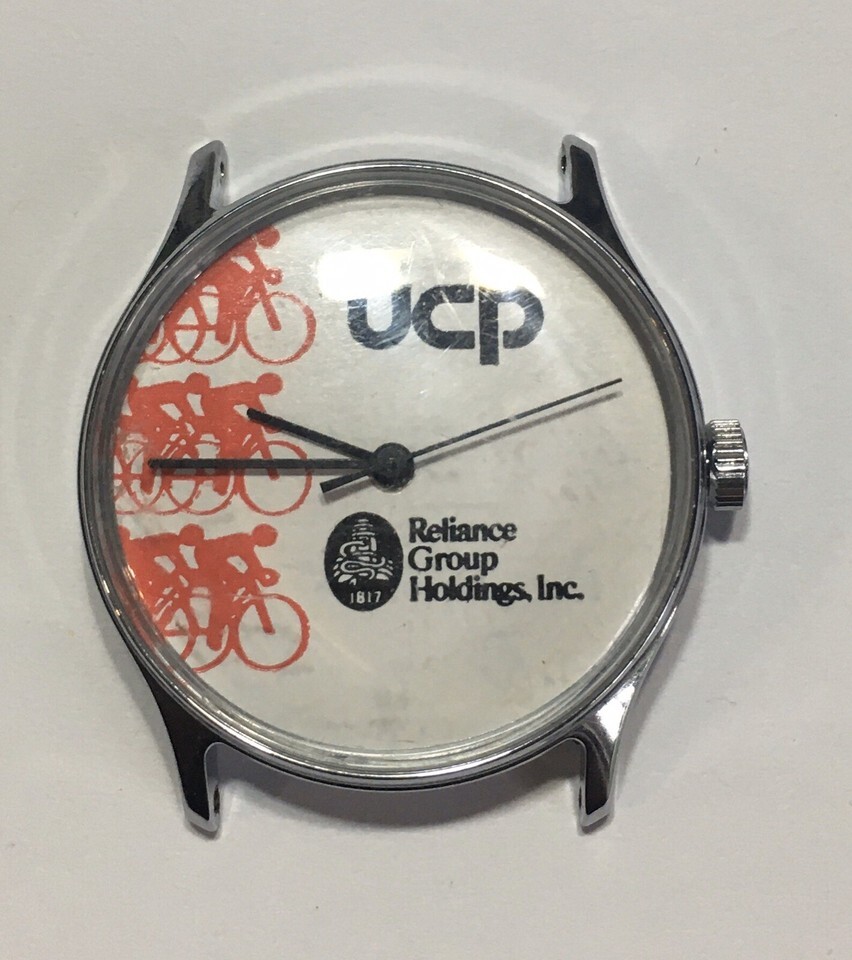 ucp
Reliance
Group
Holdings, Inc.
1817